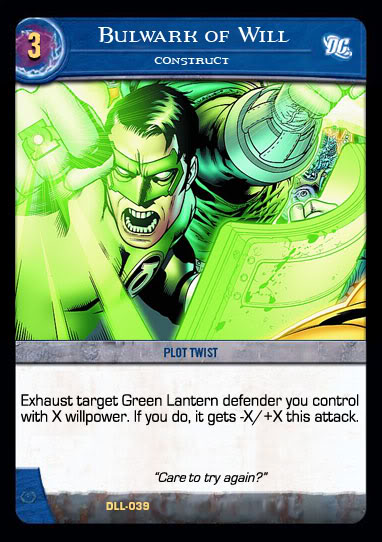 3
Bulwark of Will
DC
Construct
PLOT TWIST
Exhaust target Green Lantern defender you control
with X willpower. If you do, it gets -X/+X this attack.
"Care to try again?"
DLL-039